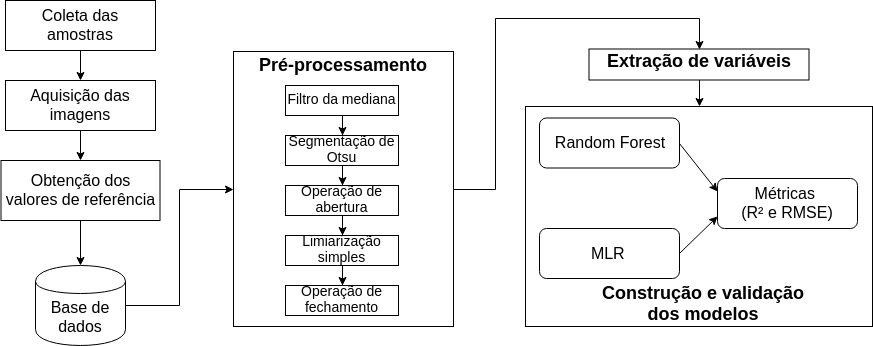 Coleta das
amostras
Aquisição das
imagens
Obtenção dos
valores de referência
Base de
dados
Pré-processamento
Filtro da mediana
Segmentação de
Otsu
Operação de
abertura
Limiarização
simples
Operação de
fechamento
Extração de variáveis
Random Forest
MLR
Métricas
(R² e RMSE)
Construção e validação
dos modelos